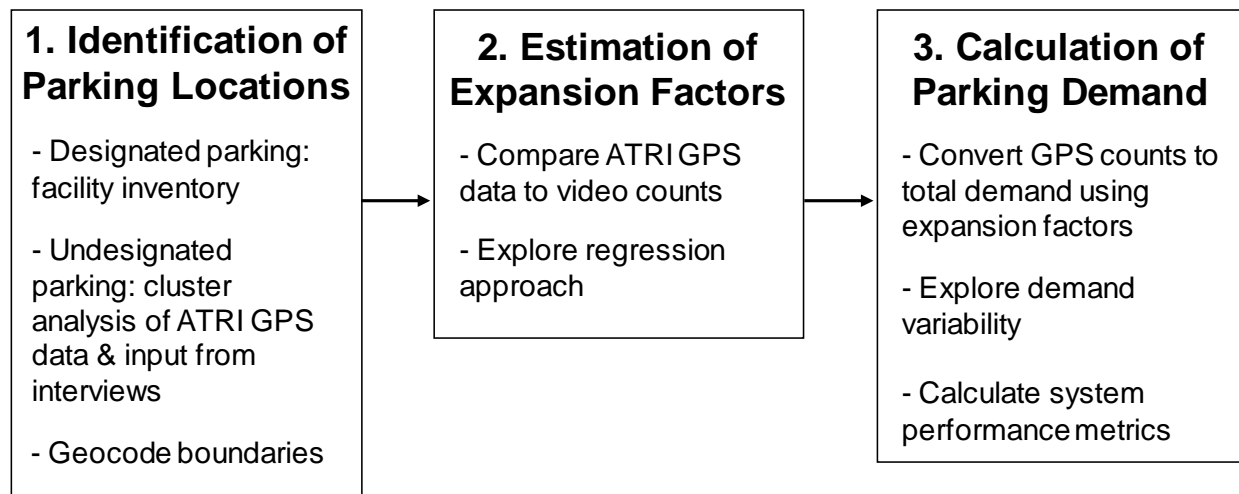 1. Identification of
Parking Locations
- Designated parking:
facility inventory
- Undesignated
parking: cluster
analysis of ATRI GPS
data & input from
interviews
- Geocode boundaries
2. Estimation of
Expansion Factors
- Compare ATRI GPS
data to video counts
- Explore regression
approach
3. Calculation of
Parking Demand
- Convert GPS counts to
total demand using
expansion factors
- Explore demand
variability
- Calculate system
performance metrics